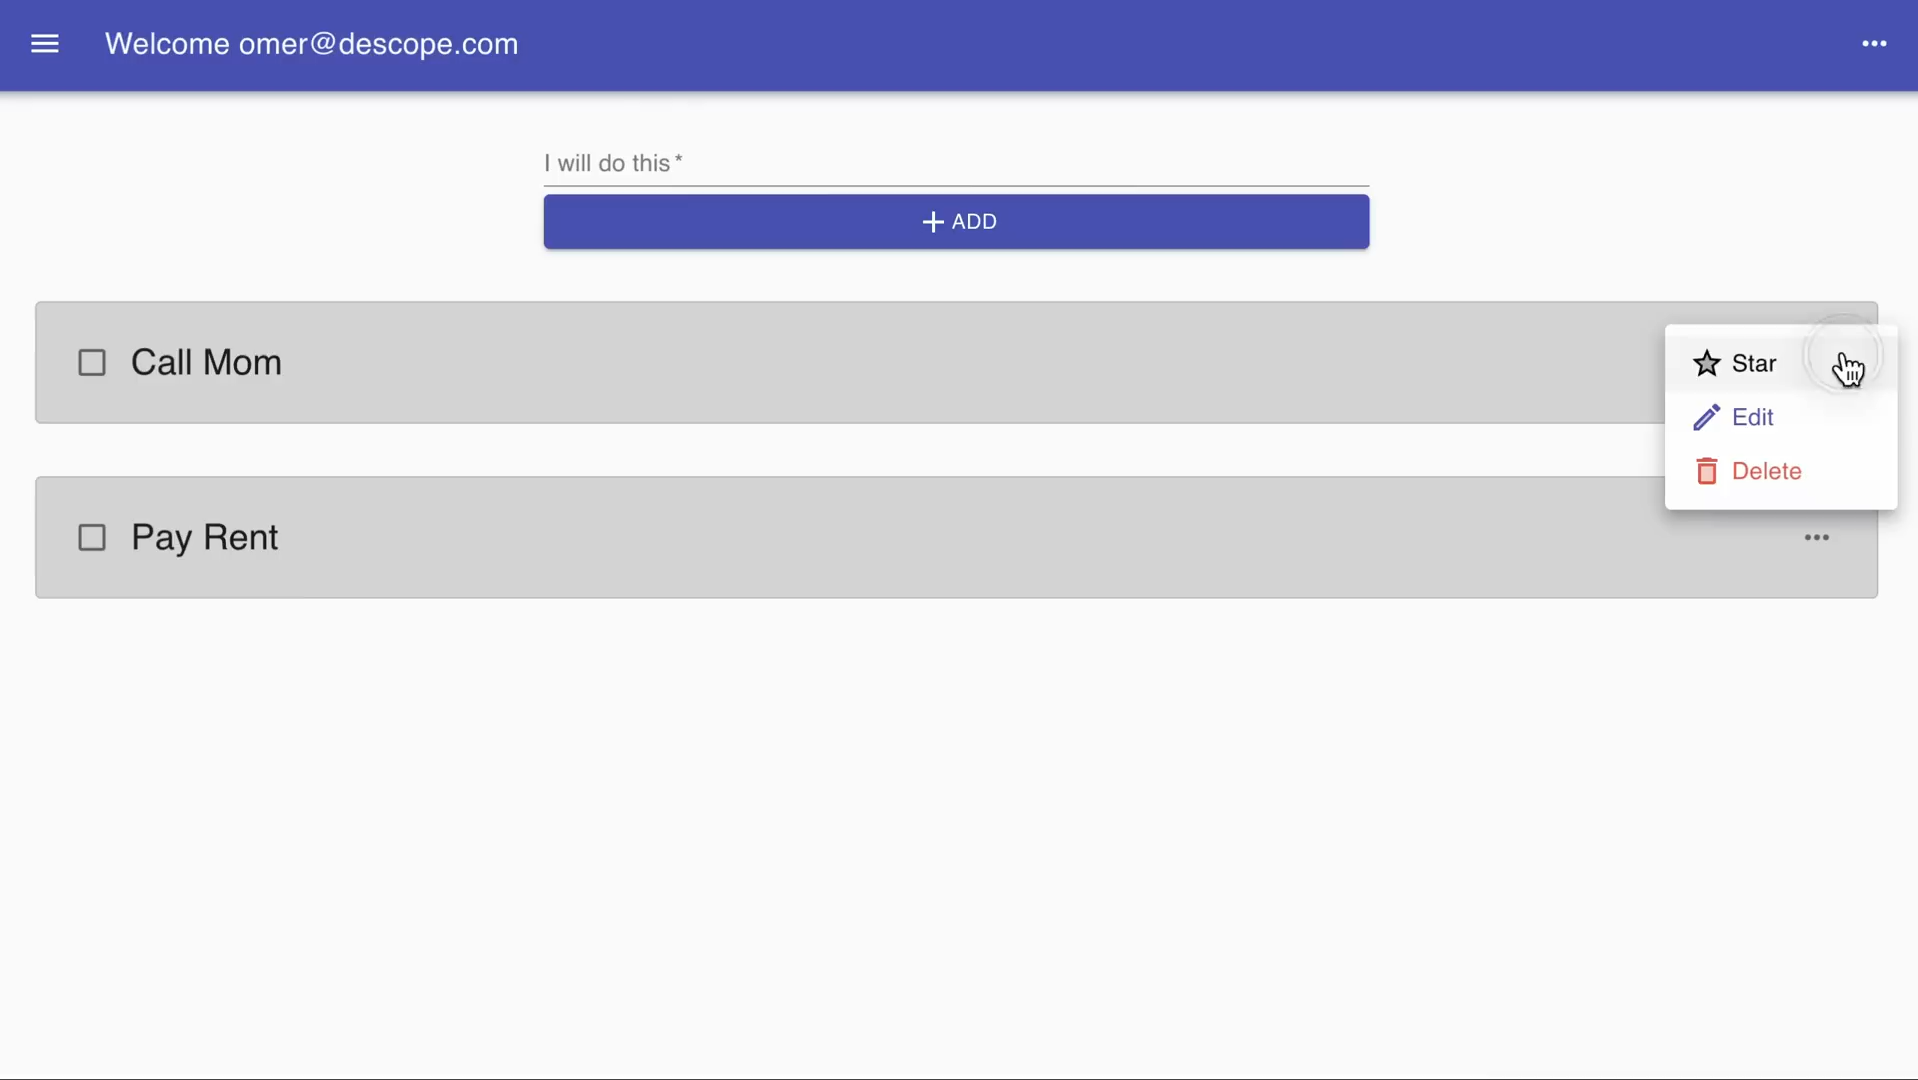 Welcome omer@descope.com
I will do this *
ADD
Call Mom
Star
Edit
Delete
Pay Rent